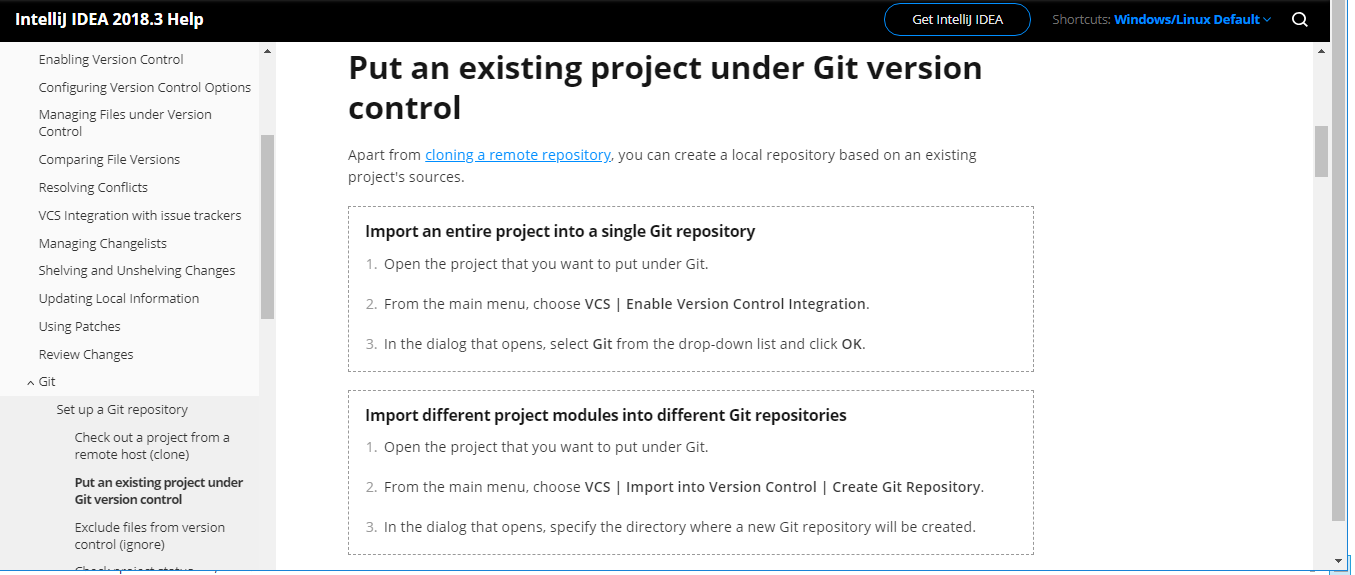 IntelliJ IDEA 2018.3 Help
Get IntelliJ IDEA
Shortcuts: Windows/Linux Default
Enabling Version Control
Configuring Version Control Options
Managing Files under Version
Control
Comparing File Versions
Resolving Conflicts
VCS Integration with issue trackers
Managing Changelists
Shelving and Unshelving Changes
Updating Local Information
Using Patches
Review Changes
Git
Set up a Git repository
Check out a project from a
remote host (clone)
Put an existing project under
Git version control
Exclude files from version
control (ignore)
Check project status
Put an existing project under Git version
control
Apart from cloning a remote repository, you can create a local repository based on an existing
project's sources.
Import an entire project into a single Git repository
1. Open the project that you want to put under Git.
2. From the main menu, choose VCS | Enable Version Control Integration.
3. In the dialog that opens, select Git from the drop-down list and click OK.
Import different project modules into different Git repositories
1. Open the project that you want to put under Git.
2. From the main menu, choose VCS | Import into Version Control | Create Git Repository.
3. In the dialog that opens, specify the directory where a new Git repository will be created.